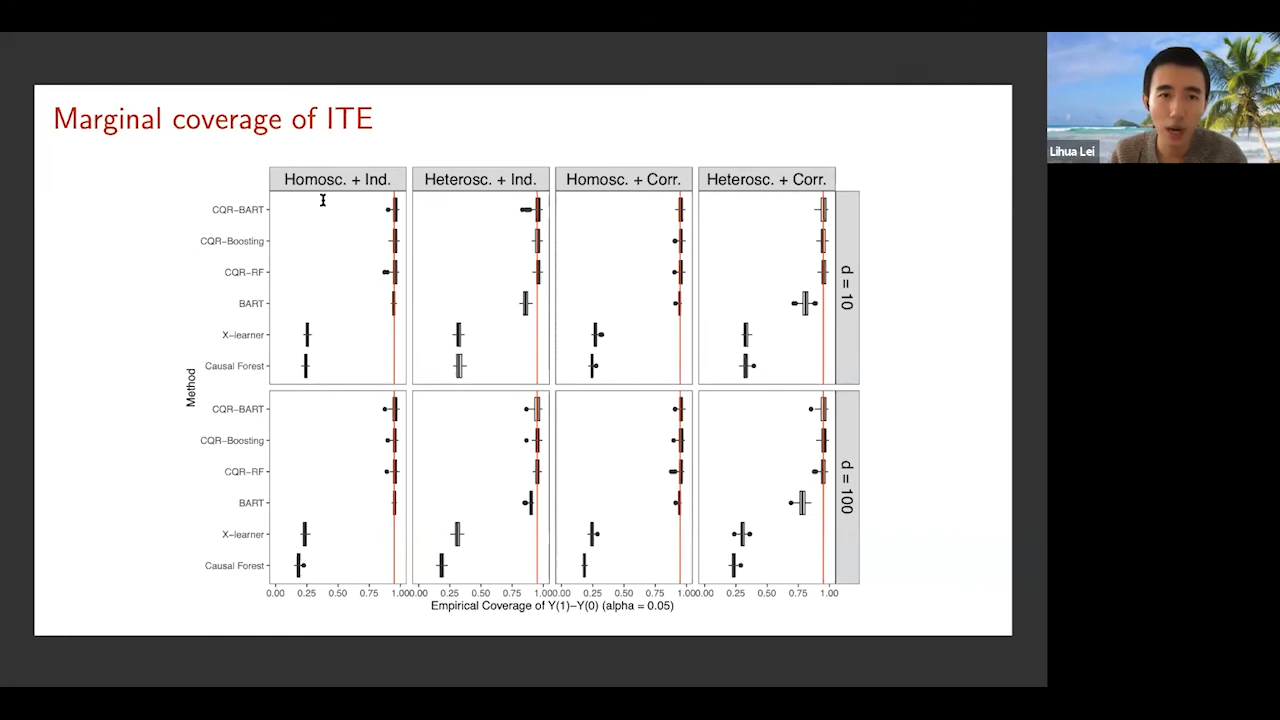 Marginal coverage of ITE
Lihua Lei
Homosc. + Ind.
Heterosc. + Ind.
Homosc. + Corr.
Heterosc. + Corr.
Method
CQR−BART
CQR−Boosting
CQR−RF
BART
X−learner
Causal Forest
d = 10
CQR−BART
CQR−Boosting
CQR−RF
BART
X−learner
Causal Forest
d = 100
0.00 0.25 0.50 0.75 1.00
0.00 0.25 0.50 0.75 1.00
0.00 0.25 0.50 0.75 1.00
0.00 0.25 0.50 0.75 1.00
Empirical Coverage of Y(1)−Y(0) (alpha = 0.05)